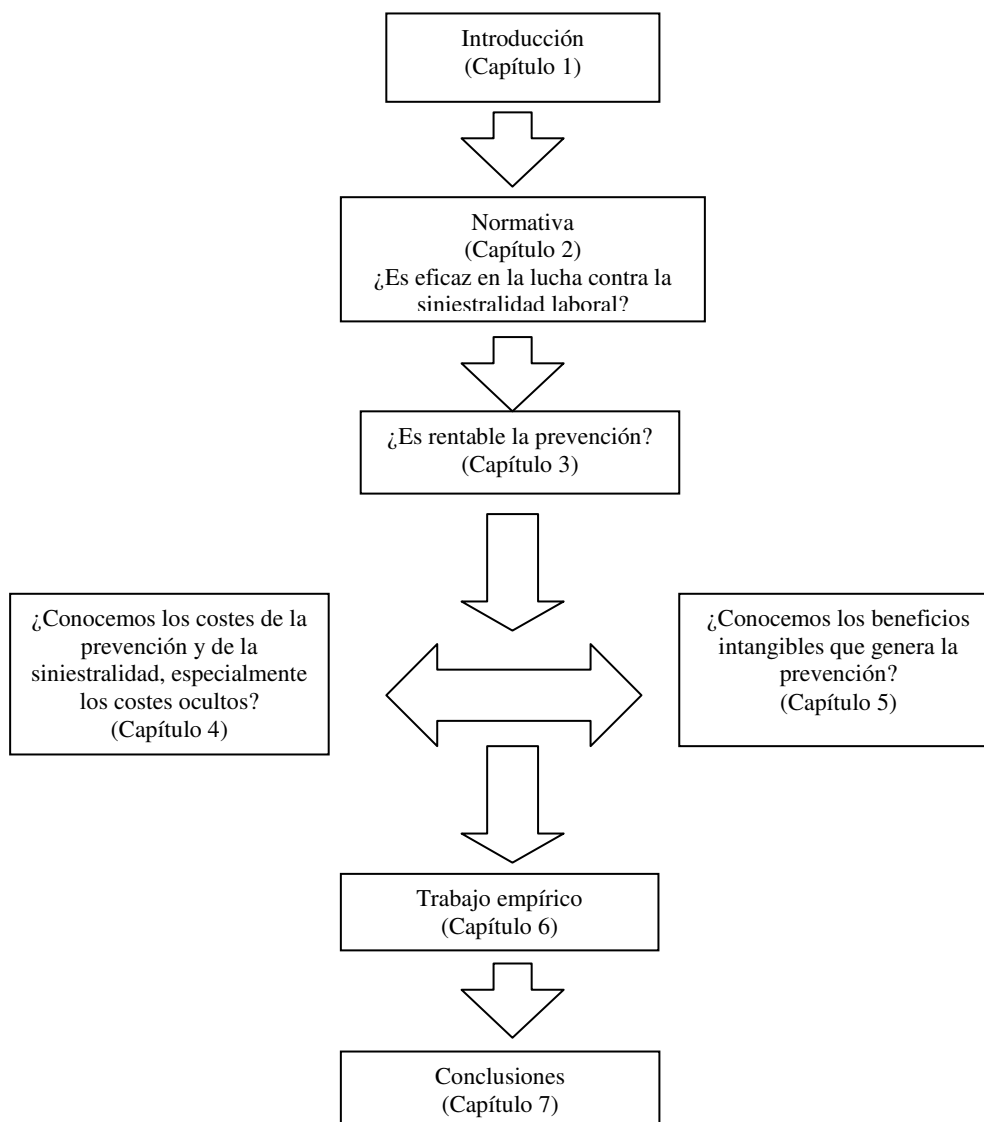 Introducción
(Capítulo 1)
Normativa
(Capítulo 2)
¿Es eficaz en la lucha contra la
siniestralidad laboral?
¿Es rentable la prevención?
(Capítulo 3)
¿Conocemos los costes de la
prevención y de la
siniestralidad, especialmente
los costes ocultos?
(Capítulo 4)
¿Conocemos los beneficios
intangibles que genera la
prevención?
(Capítulo 5)
Trabajo empírico
(Capítulo 6)
Conclusiones
(Capítulo 7)